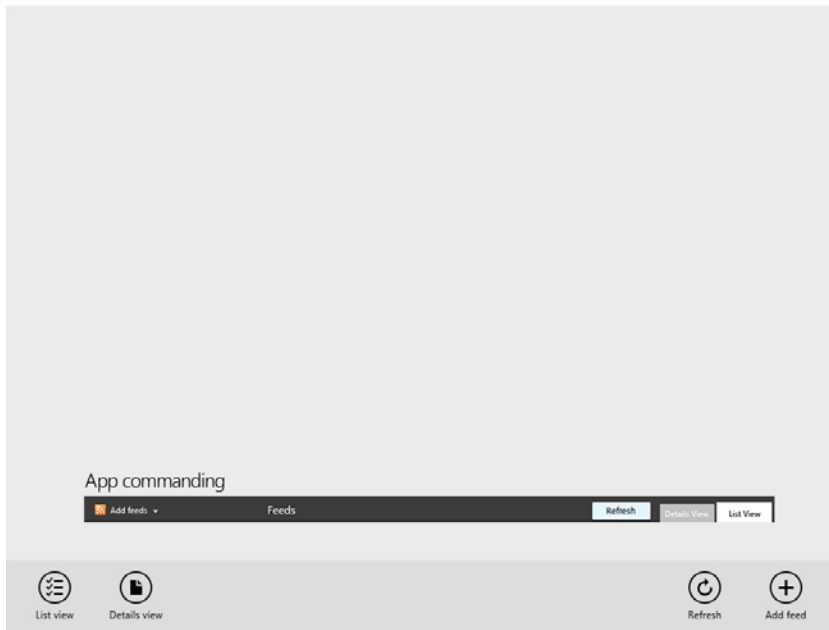 App commanding
Add feeds Feeds Refresh Details View List View
List view Details view Refresh Add feed